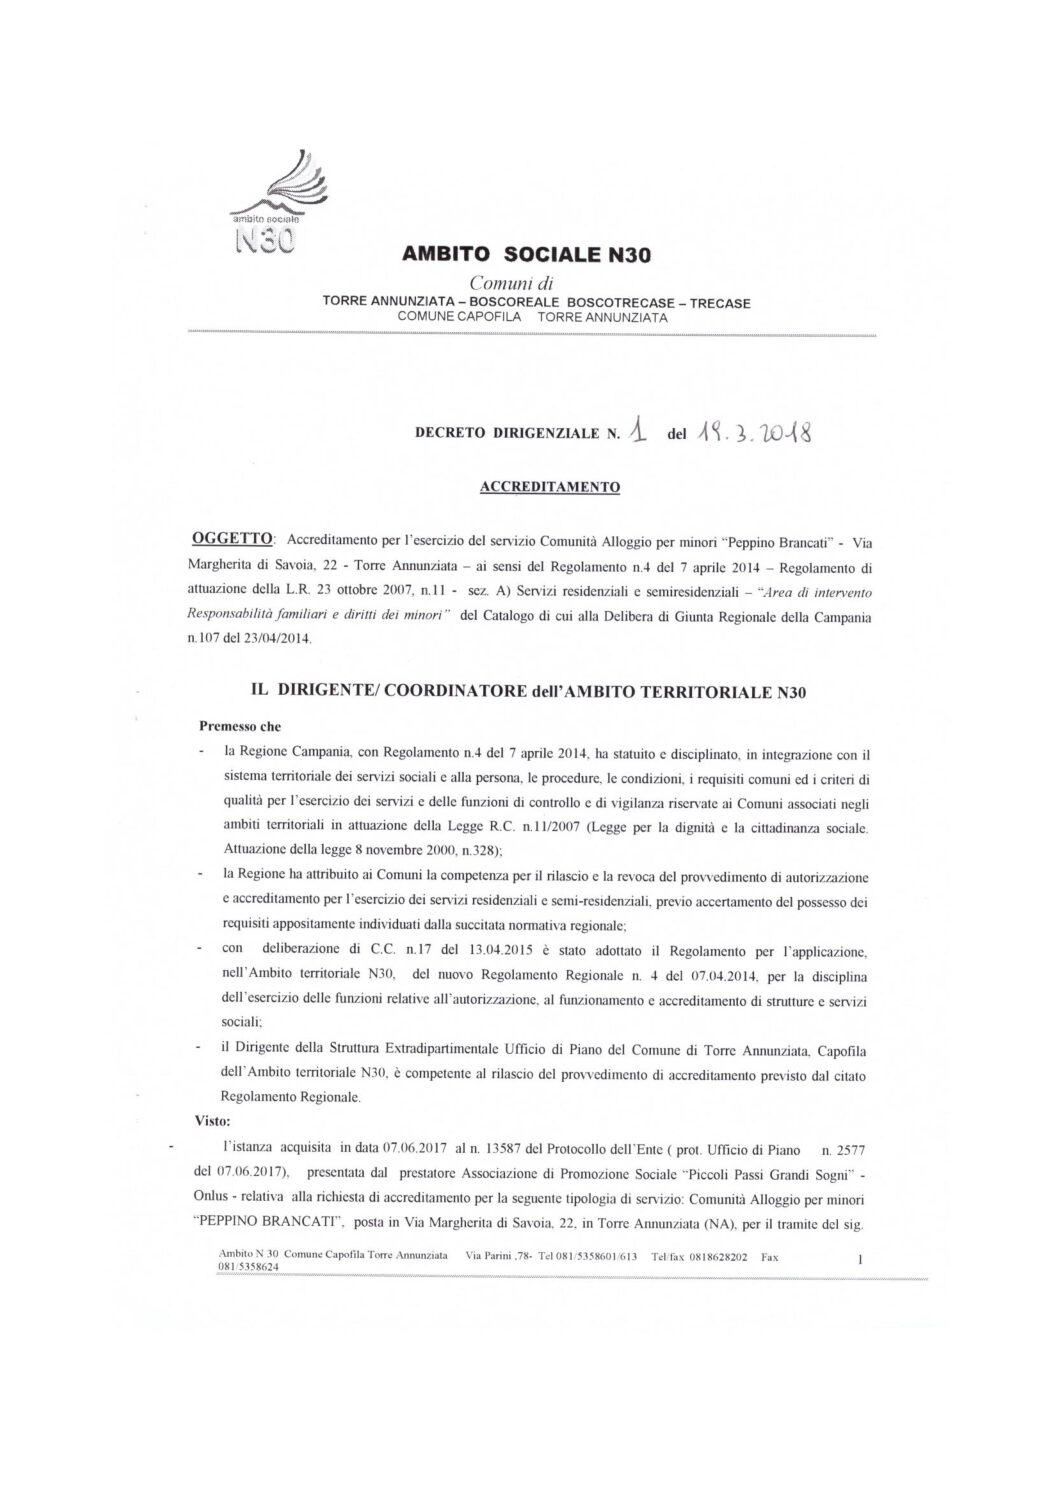 ambito sociale
N30
AMBITO SOCIALE N30
Comuni di
TORRE ANNUNZIATA – BOSCOREALE BOSCOTRECASE – TRECASE
COMUNE CAPOFILA TORRE ANNUNZIATA
DECRETO DIRIGENZIALE N. 1 del 19.3.2018
ACCREDITAMENTO
OGGETTO: Accreditamento per l'esercizio del servizio Comunità Alloggio per minori "Peppino Brancati" - Via
Margherita di Savoia, 22 - Torre Annunziata – ai sensi del Regolamento n.4 del 7 aprile 2014 – Regolamento di
attuazione della L.R. 23 ottobre 2007, n.11 - sez. A) Servizi residenziali e semiresidenziali – "Area di intervento
Responsabilità familiari e diritti dei minori" del Catalogo di cui alla Delibera di Giunta Regionale della Campania
n.107 del 23/04/2014.
IL DIRIGENTE/ COORDINATORE dell'AMBITO TERRITORIALE N30
Premesso che
- la Regione Campania, con Regolamento n.4 del 7 aprile 2014, ha statuito e disciplinato, in integrazione con il
sistema territoriale dei servizi sociali e alla persona, le procedure, le condizioni, i requisiti comuni ed i criteri di
qualità per l'esercizio dei servizi e delle funzioni di controllo e di vigilanza riservate ai Comuni associati negli
ambiti territoriali in attuazione della Legge R.C. n.11/2007 (Legge per la dignità e la cittadinanza sociale.
Attuazione della legge 8 novembre 2000, n.328);
- la Regione ha attribuito ai Comuni la competenza per il rilascio e la revoca del provvedimento di autorizzazione
e accreditamento per l'esercizio dei servizi residenziali e semi-residenziali, previo accertamento del possesso dei
requisiti appositamente individuati dalla succitata normativa regionale;
- con deliberazione di C.C. n.17 del 13.04.2015 è stato adottato il Regolamento per l'applicazione,
nell'Ambito territoriale N30, del nuovo Regolamento Regionale n. 4 del 07.04.2014, per la disciplina
dell'esercizio delle funzioni relative all'autorizzazione, al funzionamento e accreditamento di strutture e servizi
sociali;
- il Dirigente della Struttura Extradipartimentale Ufficio di Piano del Comune di Torre Annunziata, Capofila
dell'Ambito territoriale N30, è competente al rilascio del provvedimento di accreditamento previsto dal citato
Regolamento Regionale.
Visto:
- l'istanza acquisita in data 07.06.2017 al n. 13587 del Protocollo dell'Ente ( prot. Ufficio di Piano n. 2577
del 07.06.2017), presentata dal prestatore Associazione di Promozione Sociale "Piccoli Passi Grandi Sogni" -
Onlus - relativa alla richiesta di accreditamento per la seguente tipologia di servizio: Comunità Alloggio per minori
"PEPPINO BRANCATI", posta in Via Margherita di Savoia, 22, in Torre Annunziata (NA), per il tramite del sig.
Ambito N 30 Comune Capofila Torre Annunziata Via Parini ,78- Tel 081/5358601/613 Tel/fax 0818628202 Fax 1
081/5358624